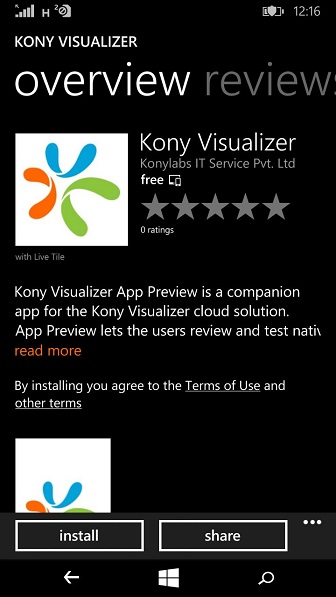 H 2 12:16
KONY VISUALIZER
overview reviews
Kony Visualizer
Konylabs IT Service Pvt. Ltd
free
0 ratings
with Live Tile
Kony Visualizer App Preview is a companion
app for the Kony Visualizer cloud solution.
App Preview lets the users review and test nativ
read more
By installing you agree to the Terms of Use and
other terms
install share